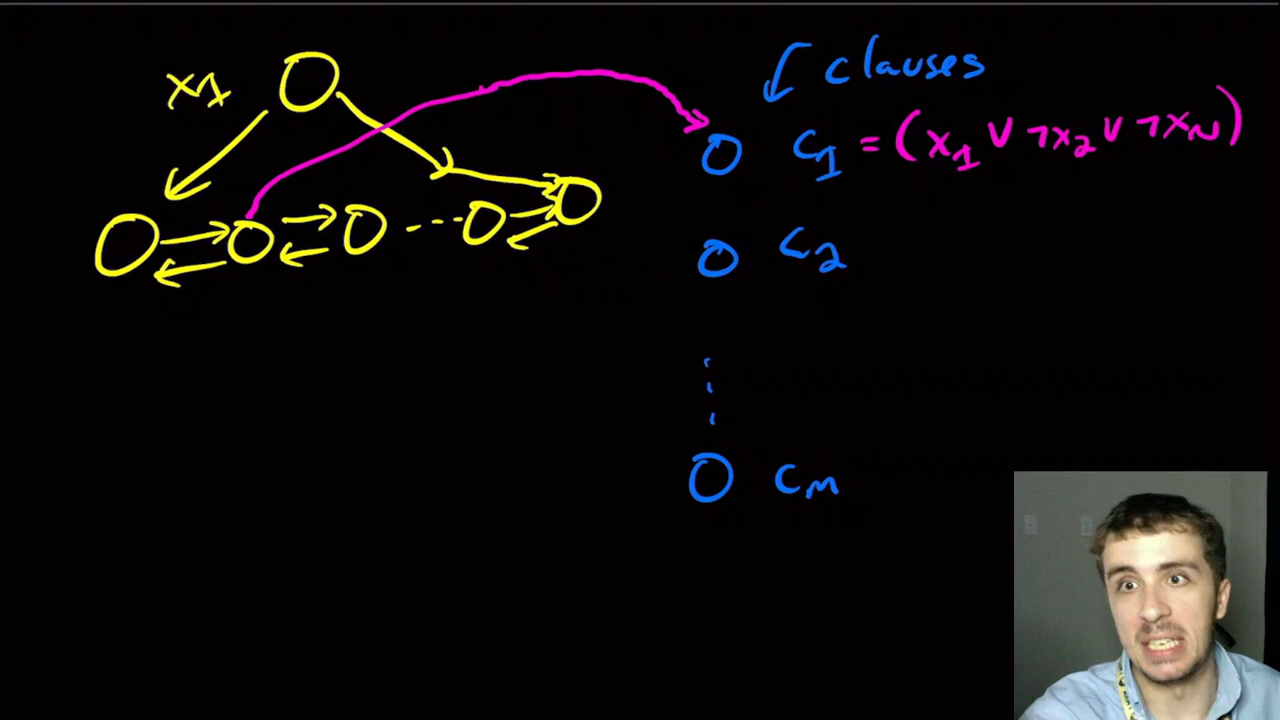 clauses
x1
C1 = (x1 ∨ ¬x2 ∨ ¬xN)
C2
Cm